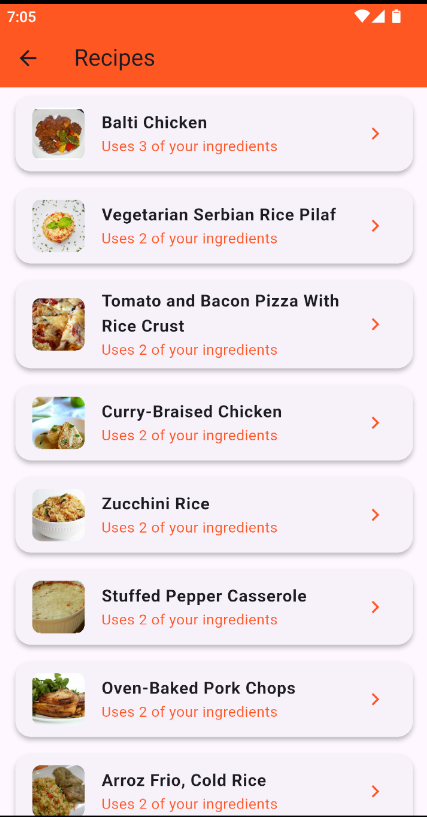 7:05
Recipes
Balti Chicken
Uses 3 of your ingredients
Vegetarian Serbian Rice Pilaf
Uses 2 of your ingredients
Tomato and Bacon Pizza With
Rice Crust
Uses 2 of your ingredients
Curry-Braised Chicken
Uses 2 of your ingredients
Zucchini Rice
Uses 2 of your ingredients
Stuffed Pepper Casserole
Uses 2 of your ingredients
Oven-Baked Pork Chops
Uses 2 of your ingredients
Arroz Frio, Cold Rice
Uses 2 of your ingredients